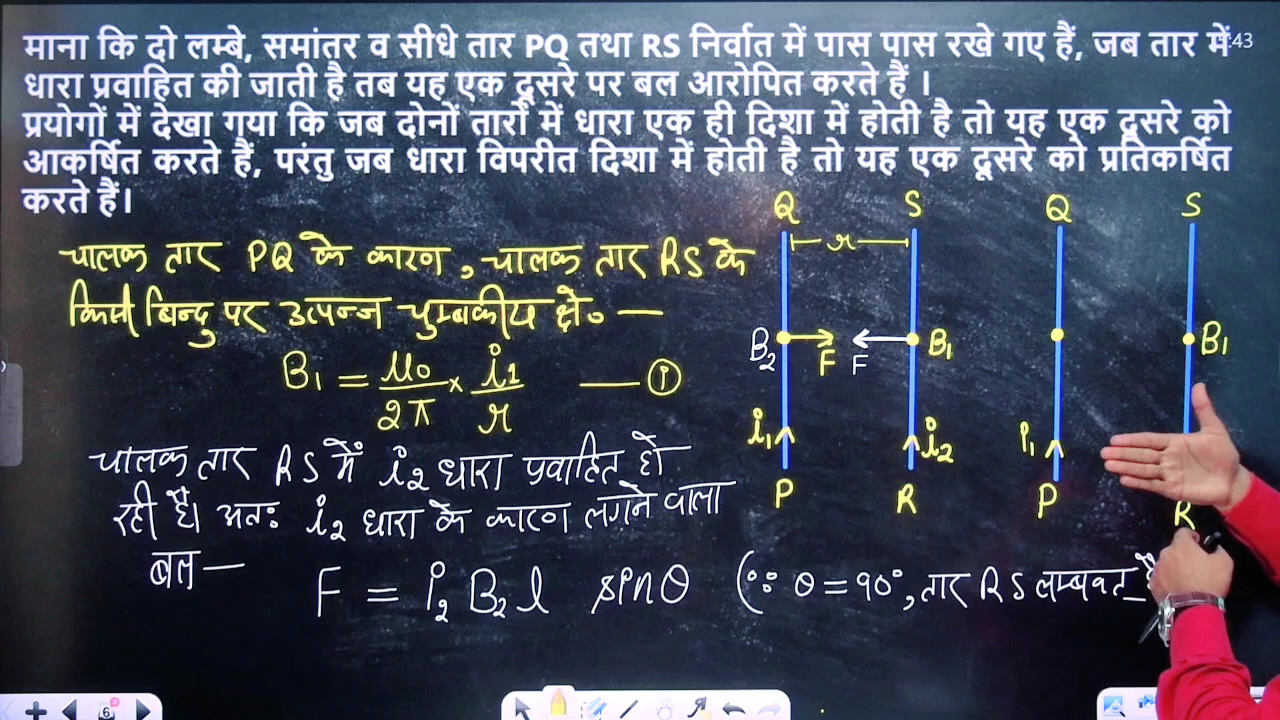 माना कि दो लम्बे, समांतर व सीधे तार PQ तथा RS निर्वात में पास पास रखे गए हैं, जब तार में
:43
धारा प्रवाहित की जाती है तब यह एक दूसरे पर बल आरोपित करते हैं ।
प्रयोगों में देखा गया कि जब दोनों तारों में धारा एक ही दिशा में होती है तो यह एक दूसरे को
आकर्षित करते हैं, परंतु जब धारा विपरीत दिशा में होती है तो यह एक दूसरे को प्रतिकर्षित
करते हैं।
चालक तार PQ के कारण, चालक तार RS के
किसी बिन्दु पर उत्पन्न चुम्बकीय क्षे० —
B₁ = μ₀/2π × i₁/r —— ①
चालक तार RS में i₂ धारा प्रवाहित हो
रही है। अतः i₂ धारा के कारण लगने वाला
बल —
F = i₂ B₂ l sinθ (∵ θ = 90°, तार RS लम्बवत् है
Q S Q S
r
B₂ F F B₁ B₁
i₁ i₂ i₁
P R P R
6